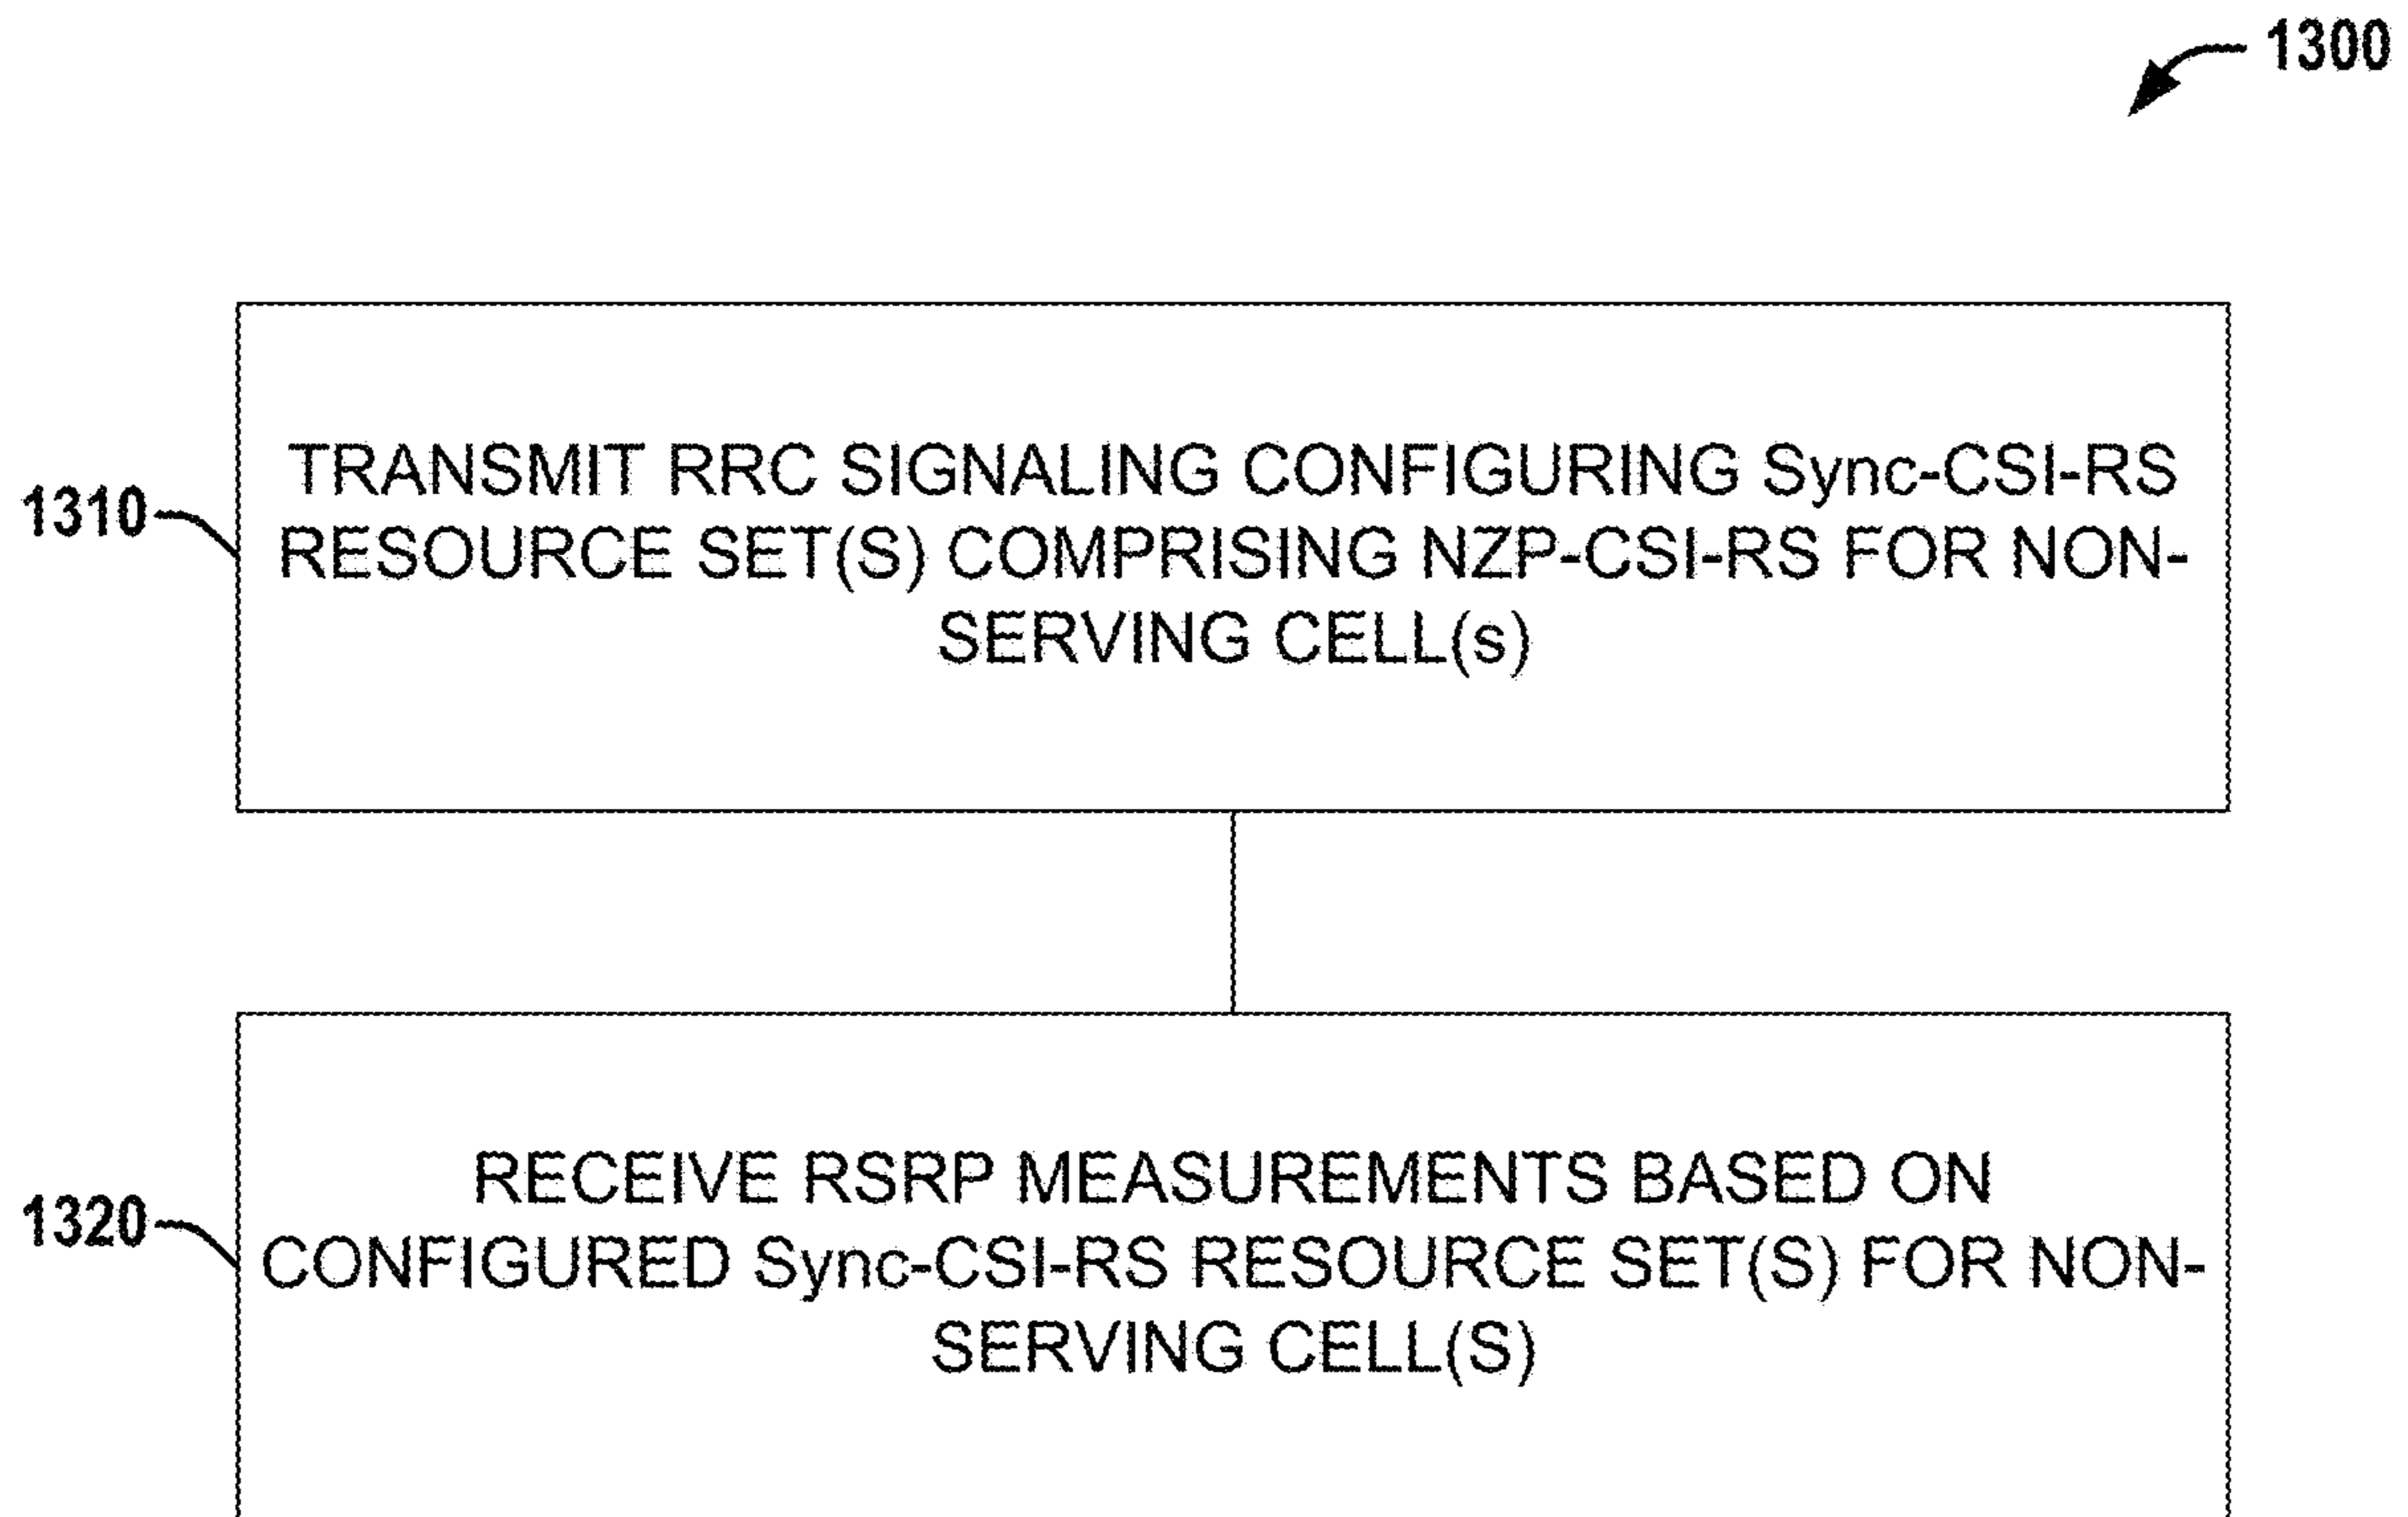 1300
1310
TRANSMIT RRC SIGNALING CONFIGURING Sync-CSI-RS
RESOURCE SET(S) COMPRISING NZP-CSI-RS FOR NON-
SERVING CELL(s)
1320
RECEIVE RSRP MEASUREMENTS BASED ON
CONFIGURED Sync-CSI-RS RESOURCE SET(S) FOR NON-
SERVING CELL(S)